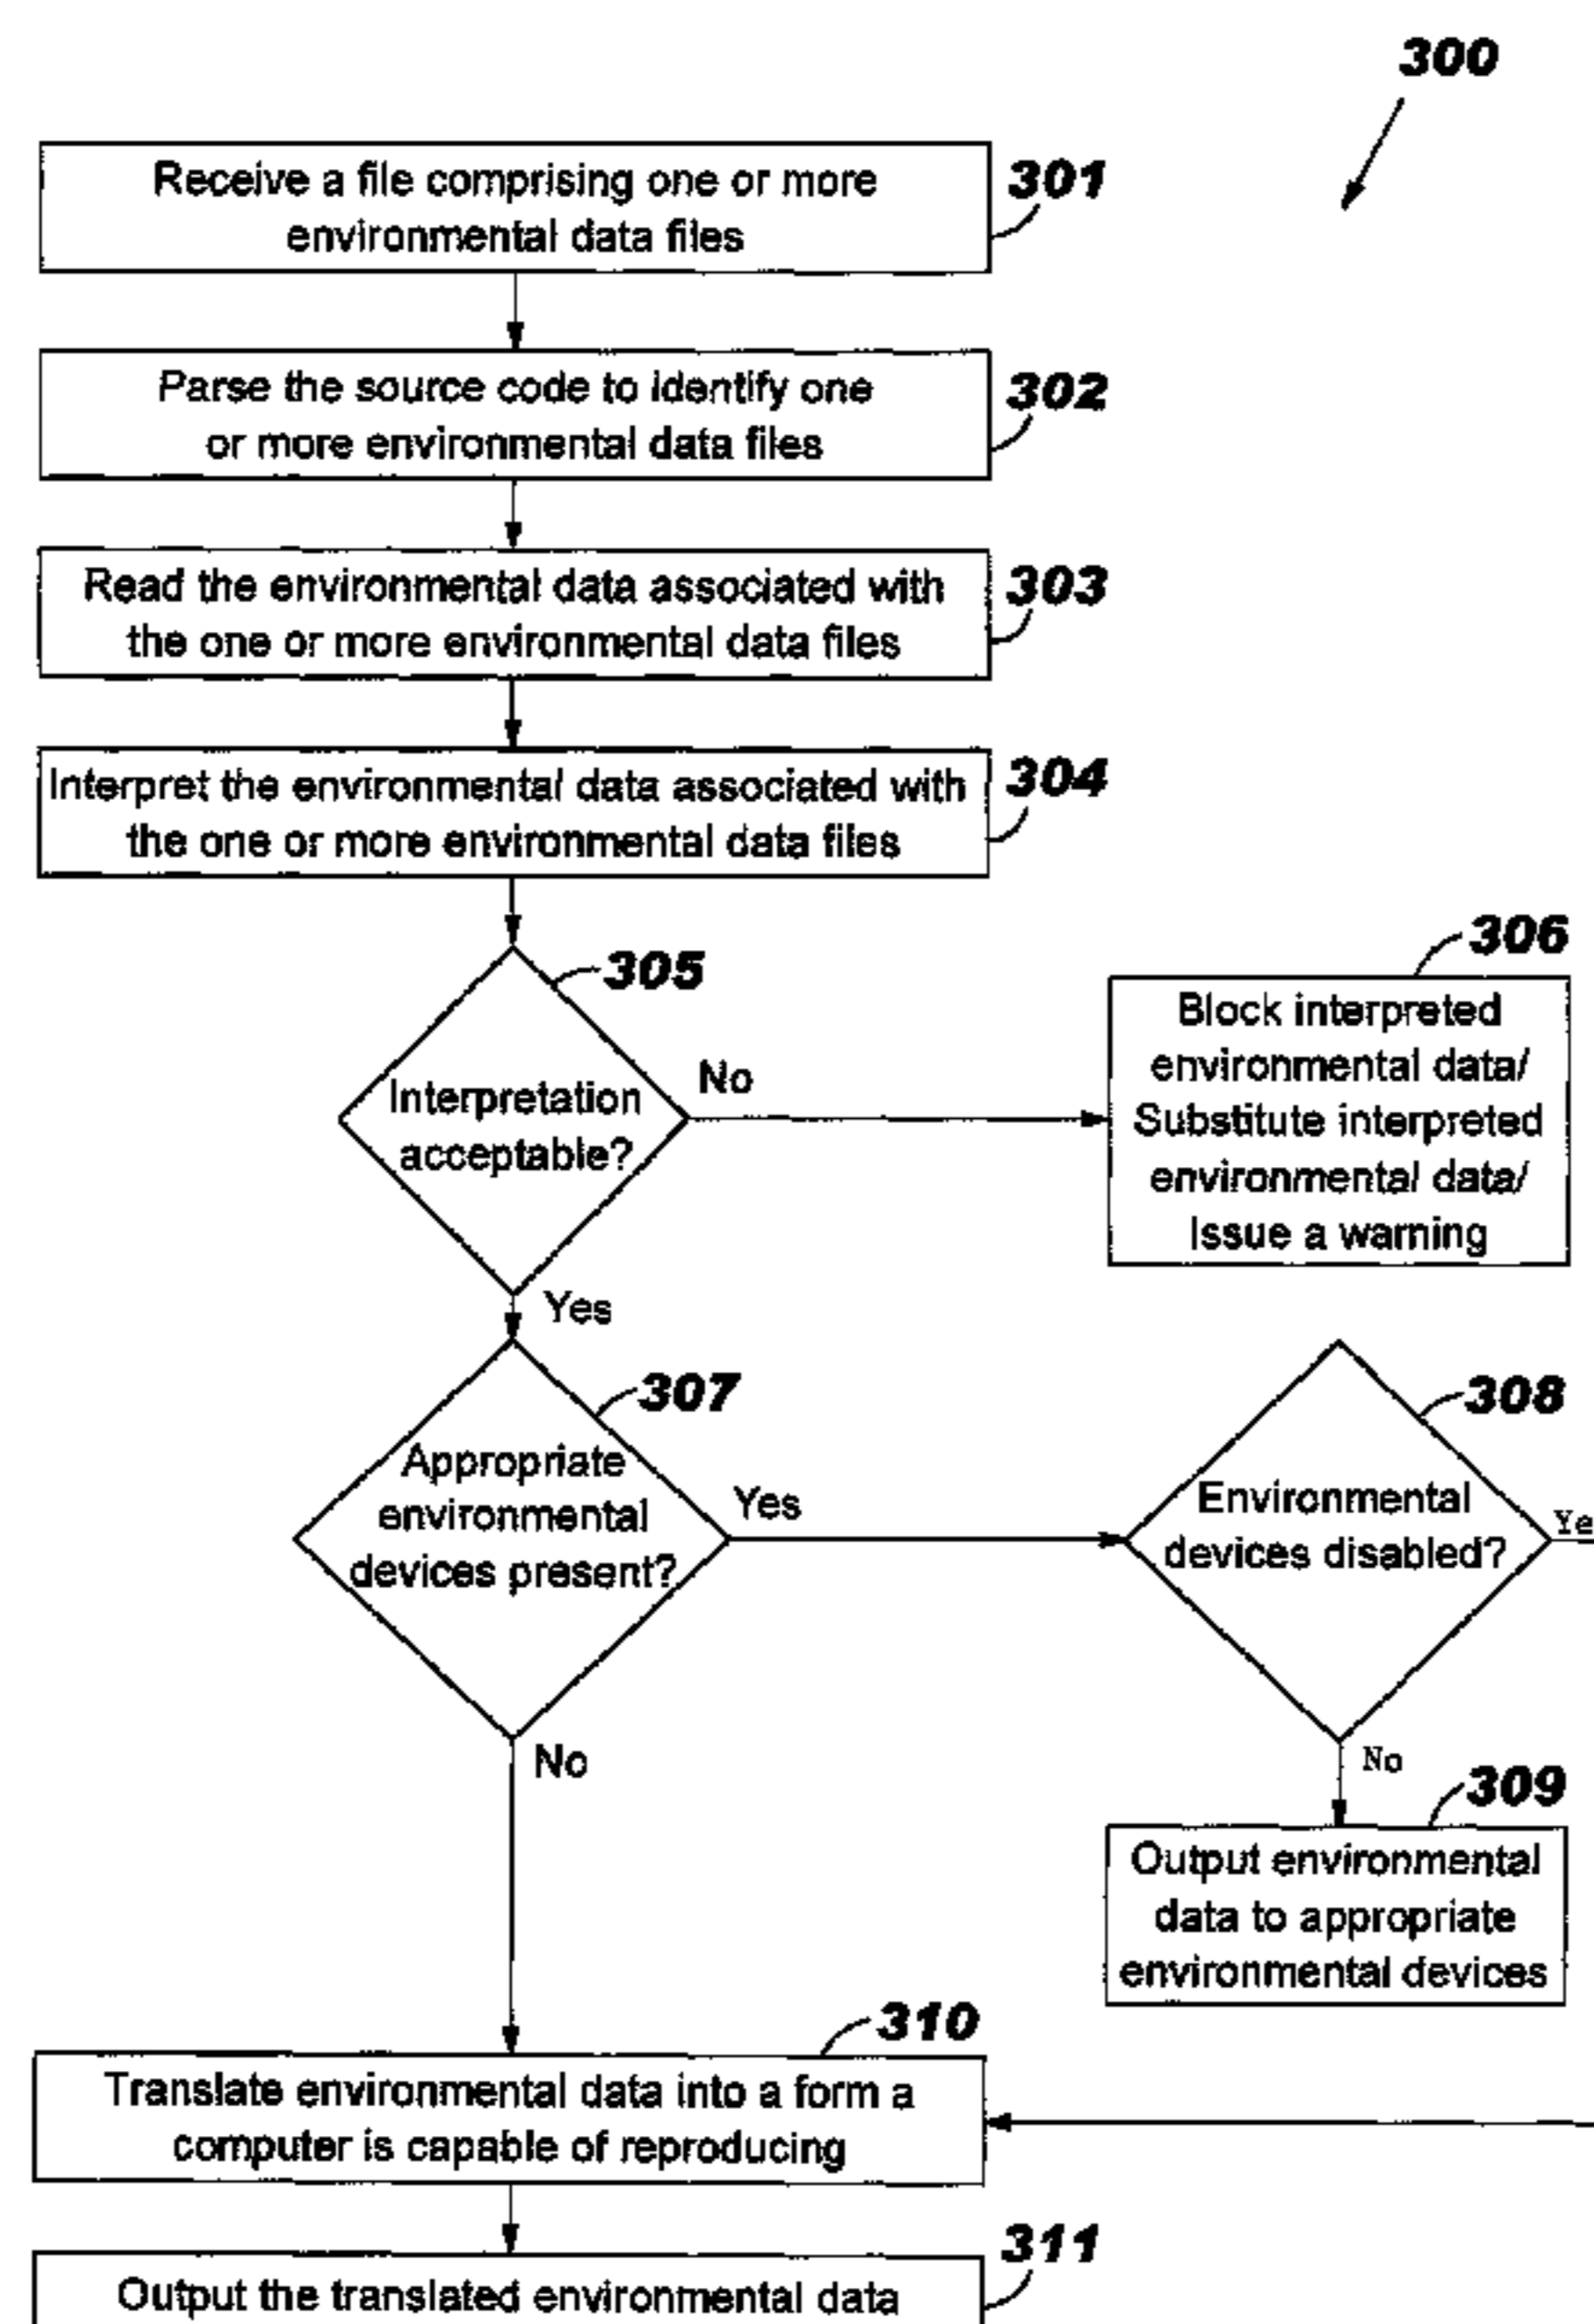 300
Receive a file comprising one or more
environmental data files
301
Parse the source code to identify one
or more environmental data files
302
Read the environmental data associated with
the one or more environmental data files
303
Interpret the environmental data associated with
the one or more environmental data files
304
305
Interpretation
acceptable?
No
306
Block interpreted
environmental data/
Substitute interpreted
environmental data/
Issue a warning
Yes
307
Appropriate
environmental
devices present?
Yes
308
Environmental
devices disabled?
Ye
No
No
309
Output environmental
data to appropriate
environmental devices
310
Translate environmental data into a form a
computer is capable of reproducing
311
Output the translated environmental data